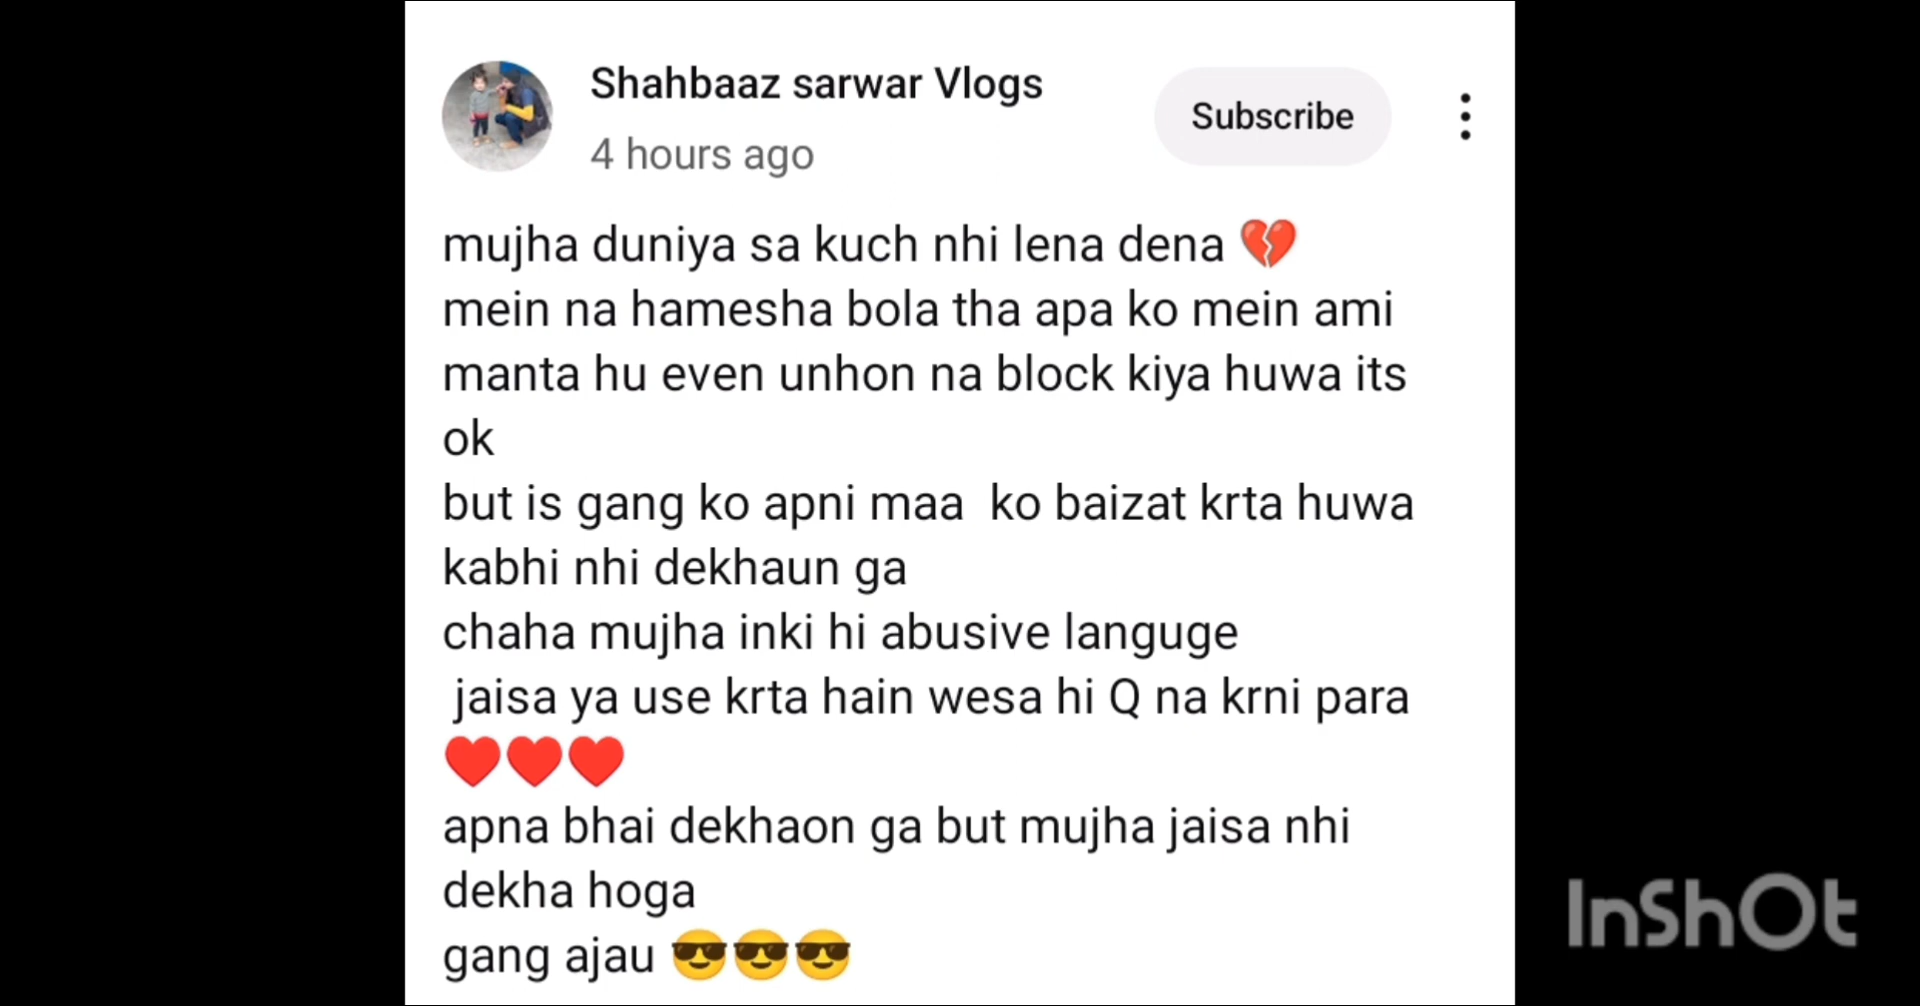 Shahbaaz sarwar Vlogs
4 hours ago
Subscribe
mujha duniya sa kuch nhi lena dena 💔
mein na hamesha bola tha apa ko mein ami
manta hu even unhon na block kiya huwa its
ok
but is gang ko apni maa  ko baizat krta huwa
kabhi nhi dekhaun ga
chaha mujha inki hi abusive languge
jaisa ya use krta hain wesa hi Q na krni para
❤️❤️❤️
apna bhai dekhaon ga but mujha jaisa nhi
dekha hoga
gang ajau 😎😎😎
InShOt